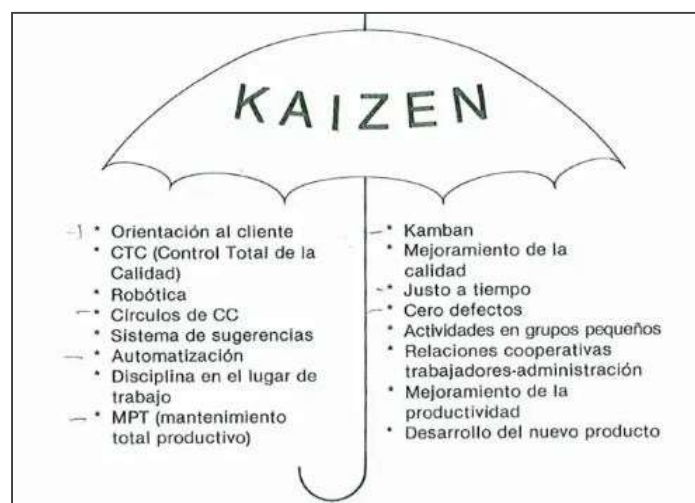 KAIZEN
* Orientación al cliente
* CTC (Control Total de la
Calidad)
* Robótica
* Círculos de CC
* Sistema de sugerencias
* Automatización
* Disciplina en el lugar de
trabajo
* MPT (mantenimiento
total productivo)
* Kamban
* Mejoramiento de la
calidad
* Justo a tiempo
* Cero defectos
* Actividades en grupos pequeños
* Relaciones cooperativas
trabajadores-administración
* Mejoramiento de la
productividad
* Desarrollo del nuevo producto